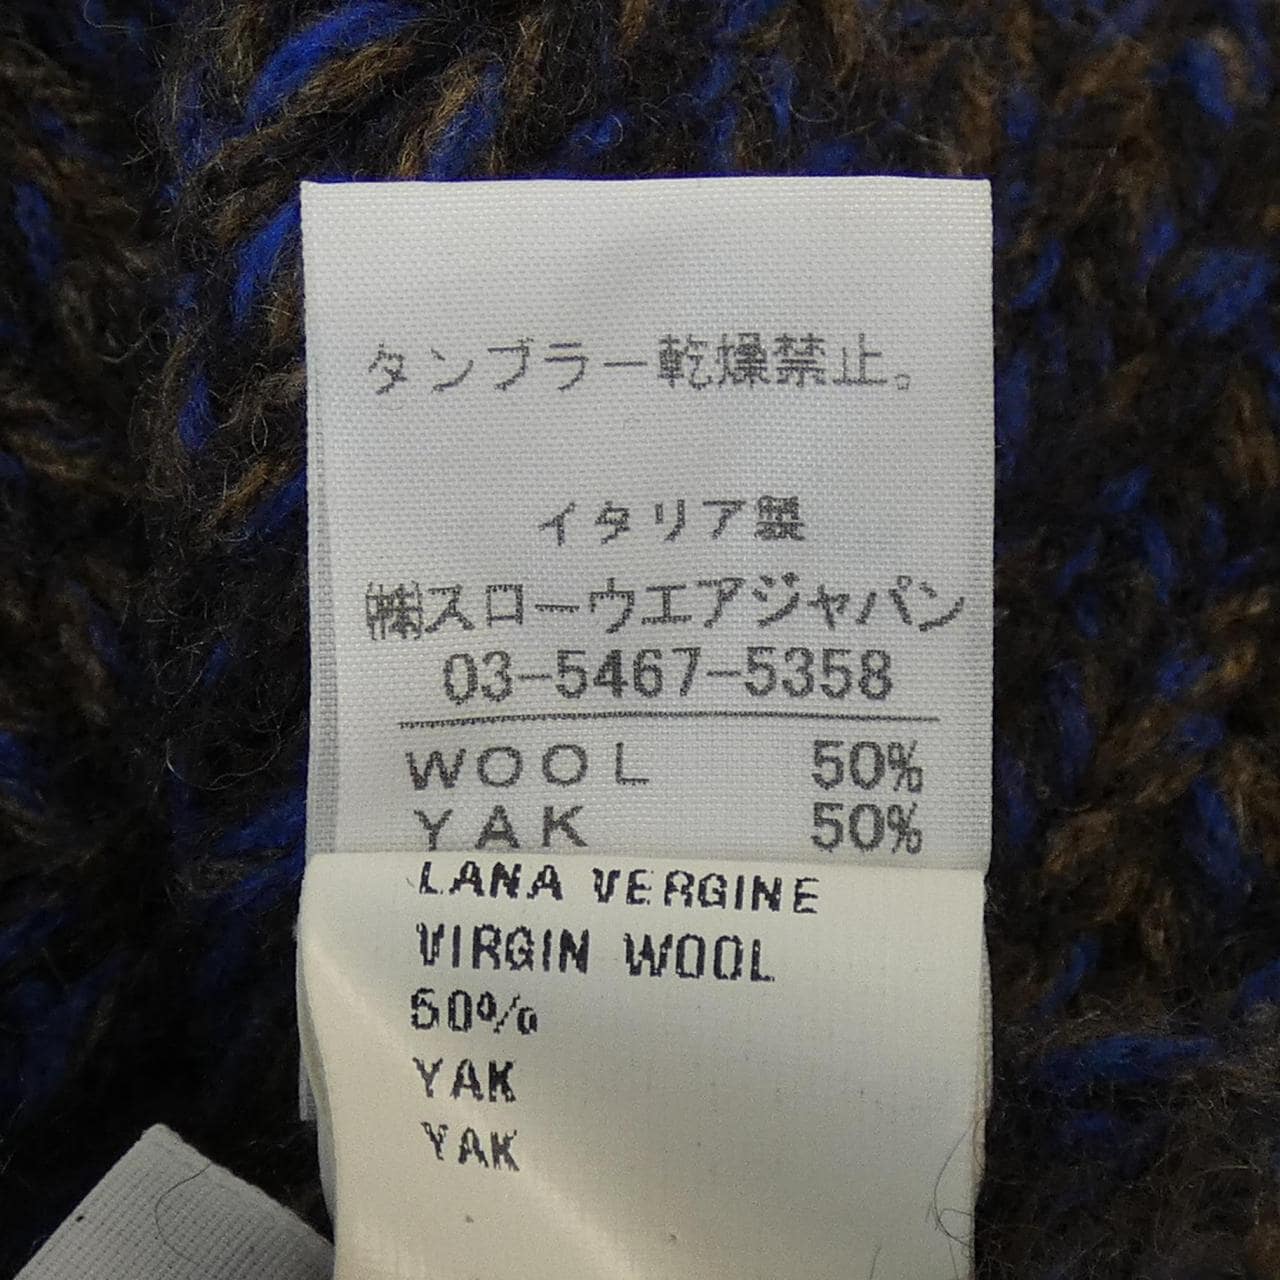 タンブラー乾燥禁止。
イタリア製
㈱スローウエアジャパン
03-5467-5358
WOOL 50%
YAK 50%
LANA VERGINE
VIRGIN WOOL
50%
YAK
YAK